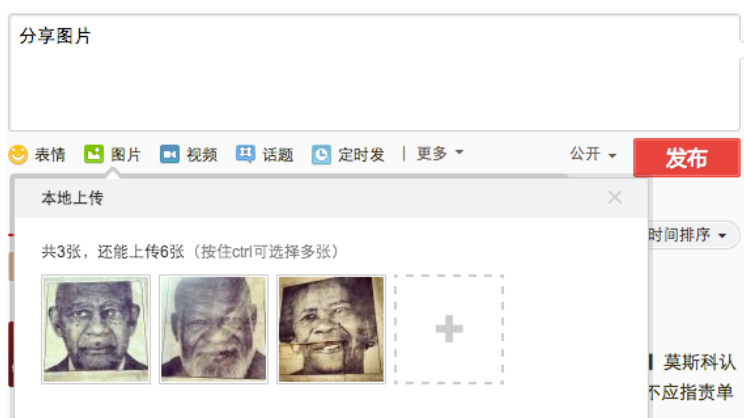 分享图片
表情 图片 视频 话题 定时发 | 更多 公开 发布
本地上传
时间排序
共3张，还能上传6张（按住ctrl可选择多张）
莫斯科认
不应指责单